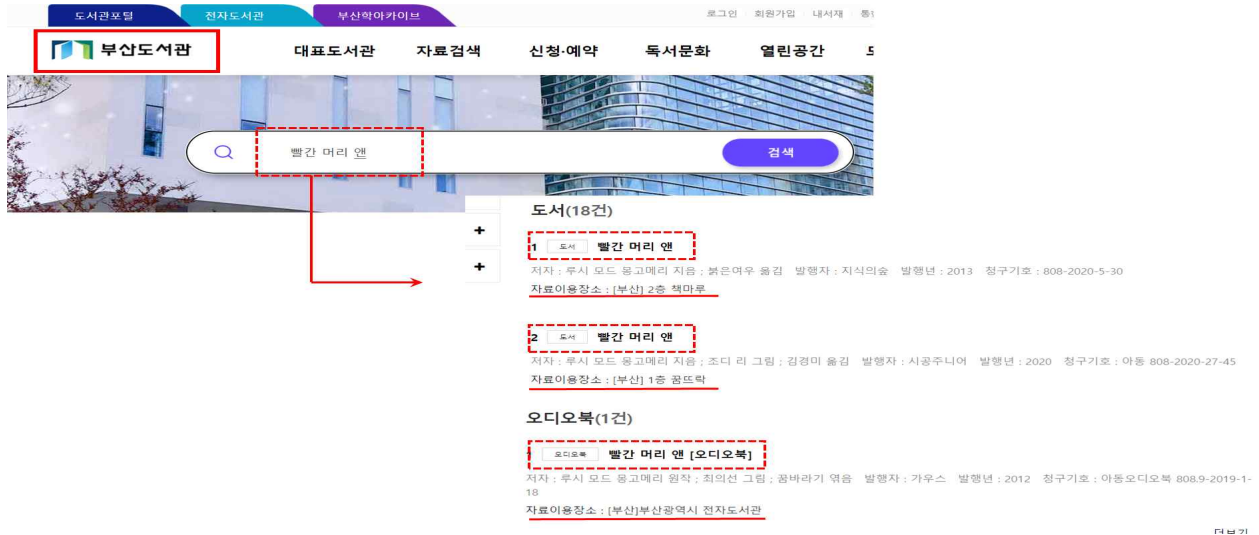 도서관포털 전자도서관 부산학아카이브 로그인 회원가입 내서재
부산도서관 대표도서관 자료검색 신청·예약 독서문화 열린공간
빨간 머리 앤 검색
도서(18건)
+
1 도서 빨간 머리 앤
+
저자 : 루시 모드 몽고메리 지음 ; 붉은여우 옮김 발행자 : 지식의숲 발행년 : 2013 청구기호 : 808-2020-5-30
자료이용장소 : [부산] 2층 책마루
2 도서 빨간 머리 앤
저자 : 루시 모드 몽고메리 지음 ; 조디 리 그림 ; 김경미 옮김 발행자 : 시공주니어 발행년 : 2020 청구기호 : 아동 808-2020-27-45
자료이용장소 : [부산] 1층 꿈뜨락
오디오북(1건)
1 오디오북 빨간 머리 앤 [오디오북]
저자 : 루시 모드 몽고메리 원작 ; 최의선 그림 ; 꿈바라기 엮음 발행자 : 가우스 발행년 : 2012 청구기호 : 아동오디오북 808.9-2019-1-
18
자료이용장소 : [부산]부산광역시 전자도서관
더보기